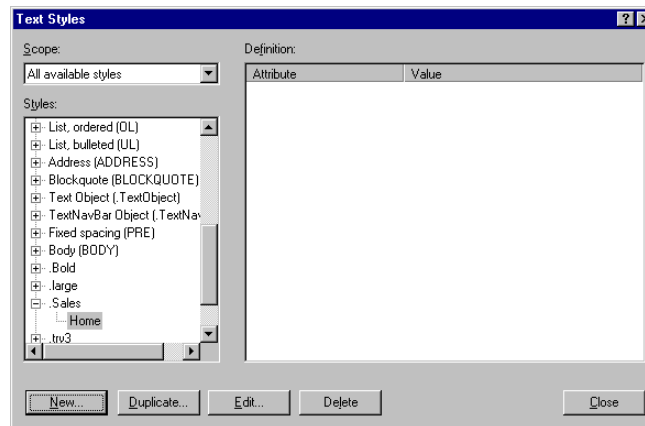 Text Styles
Scope:
All available styles
Styles:
List, ordered (OL)
List, bulleted (UL)
Address (ADDRESS)
Blockquote (BLOCKQUOTE)
Text Object (.TextObject)
TextNavBar Object (.TextNav
Fixed spacing (PRE)
Body (BODY)
.Bold
.large
.Sales
Home
.try3
Definition:
Attribute Value
New... Duplicate... Edit... Delete Close